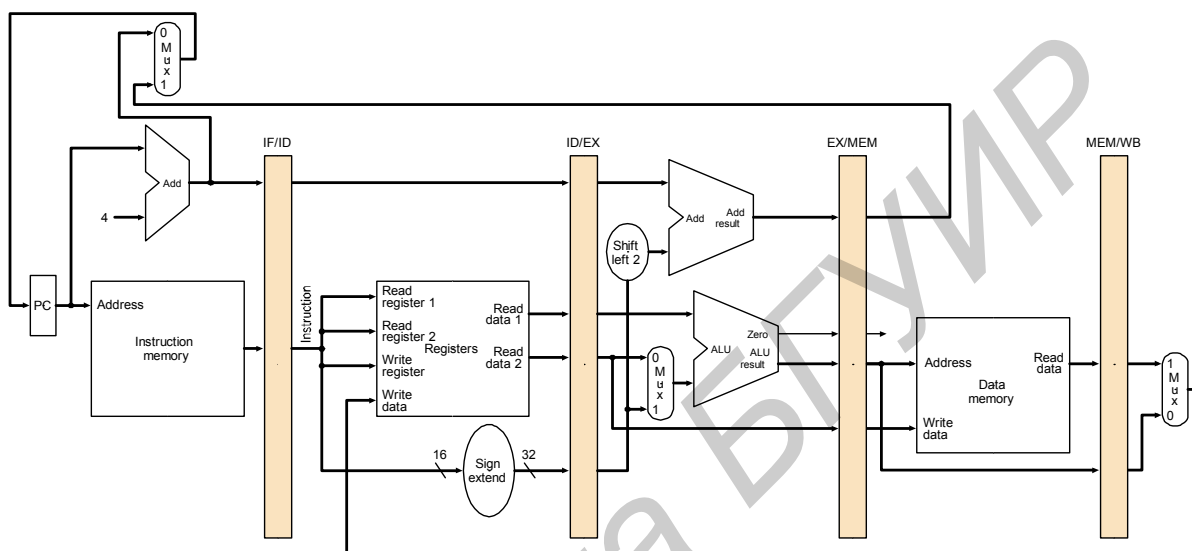 0
M
u
x
1
IF/ID
ID/EX
EX/MEM
MEM/WB
Add
4
Add
Add
result
Shift
left 2
PC
Address
Instruction
memory
Instruction
Read
register 1
Read
register 2
Write
register
Write
data
Registers
Read
data 1
Read
data 2
0
M
u
x
1
Zero
ALU
ALU
result
Address
Read
data
Data
memory
Write
data
1
M
u
x
0
16
Sign
extend
32
ка БГУИР